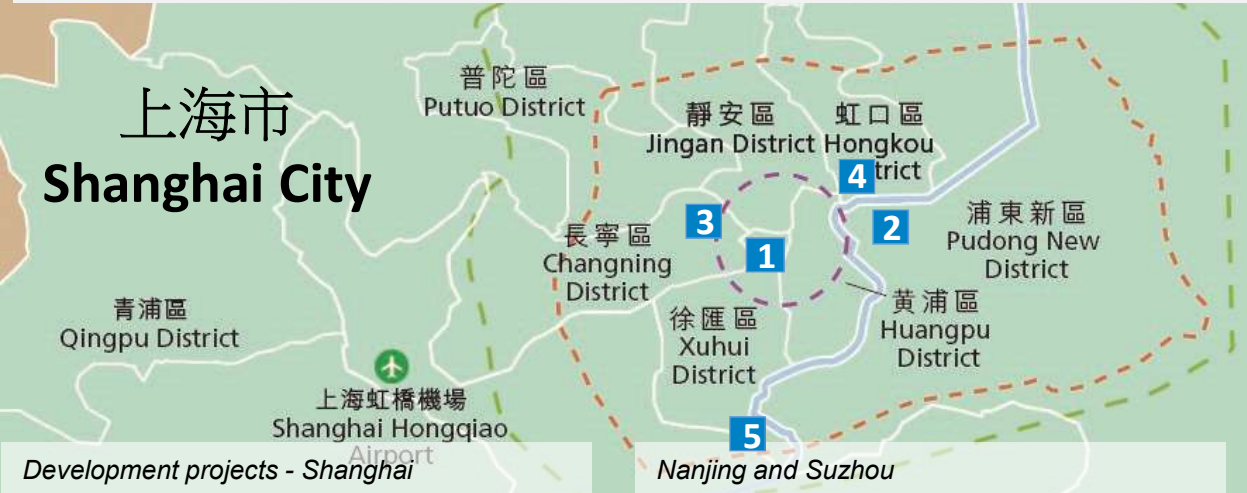 上海市
Shanghai City
普陀區
Putuo District
靜安區
Jingan District
虹口區
Hongkou
trict
4
3
2
1
浦東新區
Pudong New
District
長寧區
Changning
District
青浦區
Qingpu District
徐匯區
Xuhui
District
黄浦區
Huangpu
District
上海虹橋機場
Shanghai Hongqiao
Airport
5
Development projects - Shanghai
Nanjing and Suzhou